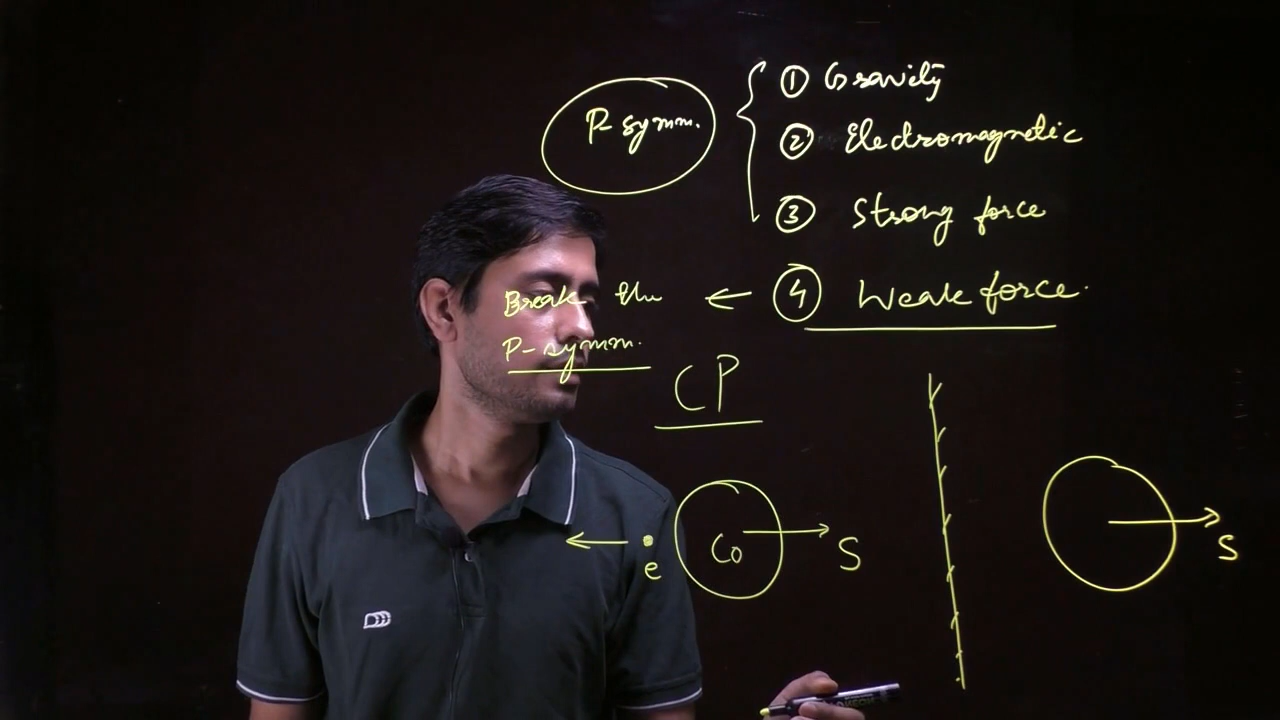 P-symm.
① Gravity
② Electromagnetic
③ Strong force
④ Weak force.
Break the
P-symm.
CP
e
Co
S
S